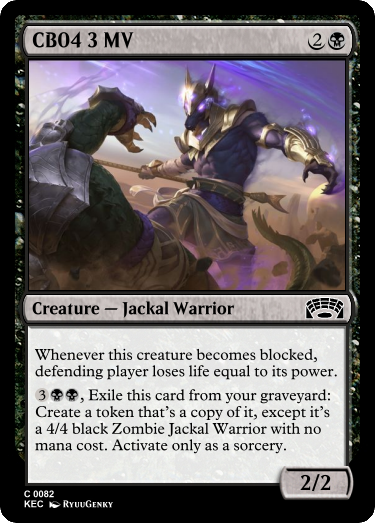 CB04 3 MV
2
Creature — Jackal Warrior
Whenever this creature becomes blocked,
defending player loses life equal to its power.
3, Exile this card from your graveyard:
Create a token that's a copy of it, except it's
a 4/4 black Zombie Jackal Warrior with no
mana cost. Activate only as a sorcery.
2/2
C 0082
KEC RyuuGenky